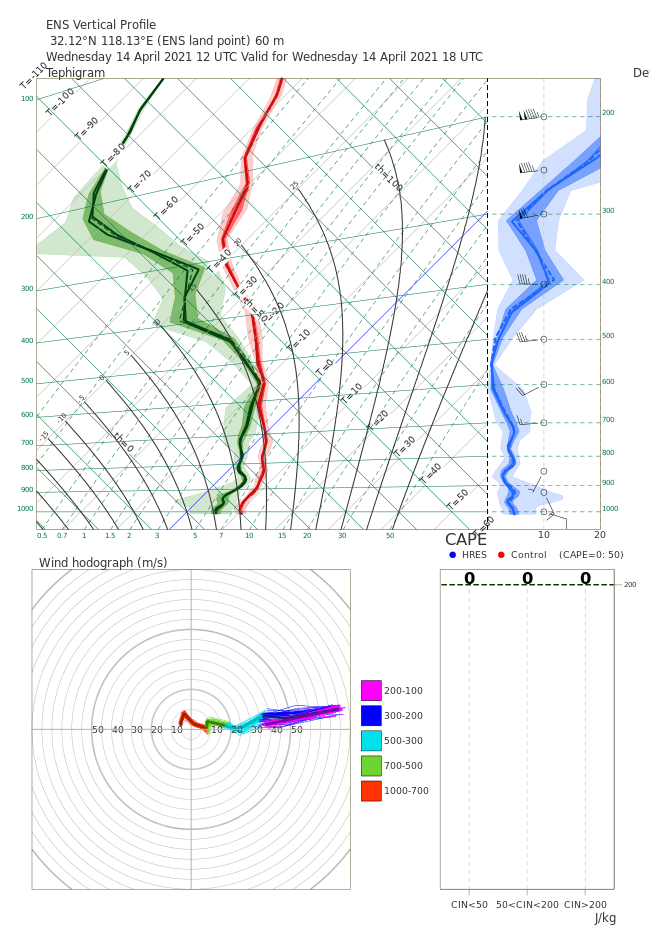 ENS Vertical Profile
32.12°N 118.13°E (ENS land point) 60 m
Wednesday 14 April 2021 12 UTC Valid for Wednesday 14 April 2021 18 UTC
Tephigram
De
T=-110
T=-100
T=-90
T=-80
T=-70
T=-60
T=-50
T=-40
T=-30
T=-20
T=-10
T=0
T=10
T=20
T=30
T=40
T=50
T=60
th=0
th=50
th=100
100
200
300
400
500
600
700
800
900
1000
200
300
400
500
600
700
800
900
1000
0.5 0.7 1 1.5 2 3 5 7 10 15 20 30 50
10 20
CAPE
HRES Control (CAPE=0: 50)
Wind hodograph (m/s)
0 0 0
200
50 40 30 20 10 10 20 30 40 50
200-100
300-200
500-300
700-500
1000-700
CIN<50 50<CIN<200 CIN>200
J/kg